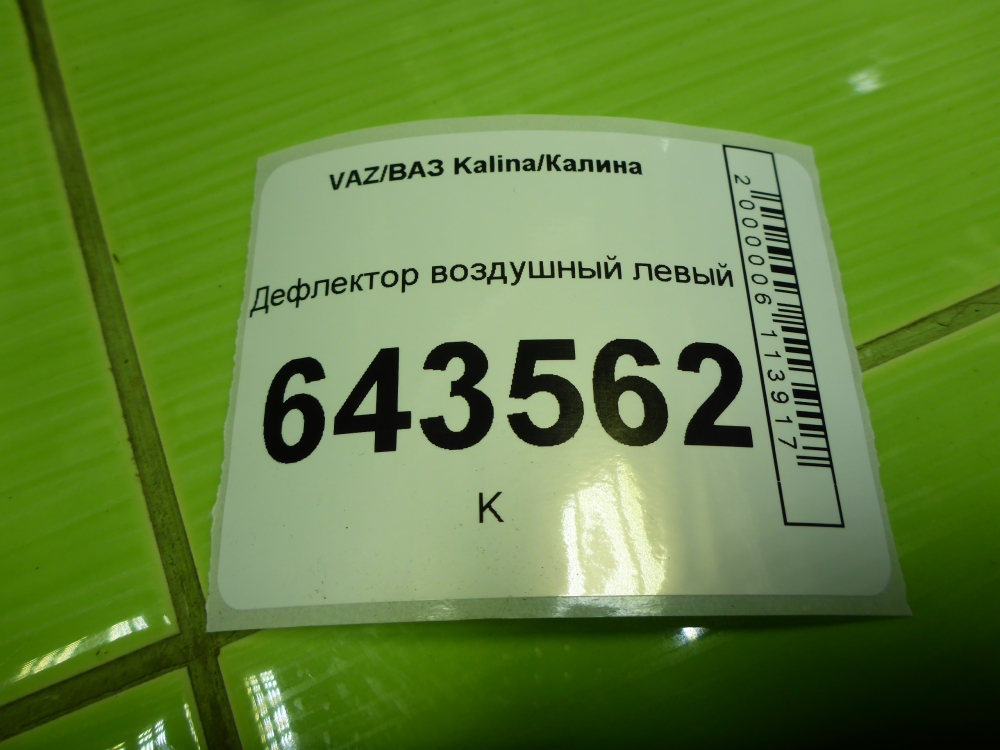 VAZ/ВАЗ Kalina/Калина
Дефлектор воздушный левый
643562
К
2000006113917